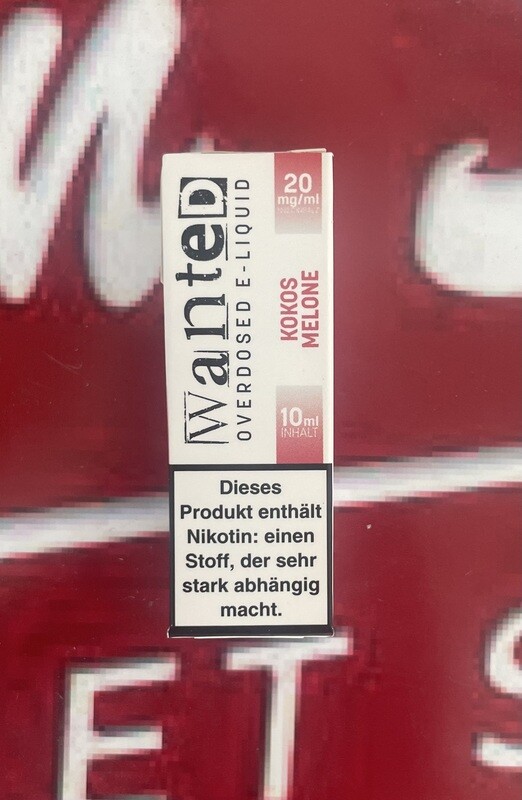 WanteD
OVERDOSED E-LIQUID
20
mg/ml
KOKOS
MELONE
10ml
INHALT
Dieses
Produkt enthält
Nikotin: einen
Stoff, der sehr
stark abhängig
macht.
ET